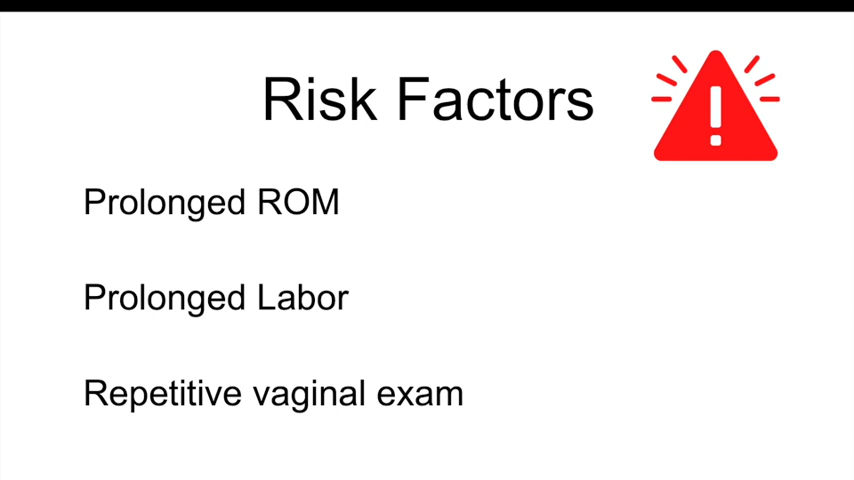 Risk Factors
Prolonged ROM
Prolonged Labor
Repetitive vaginal exam